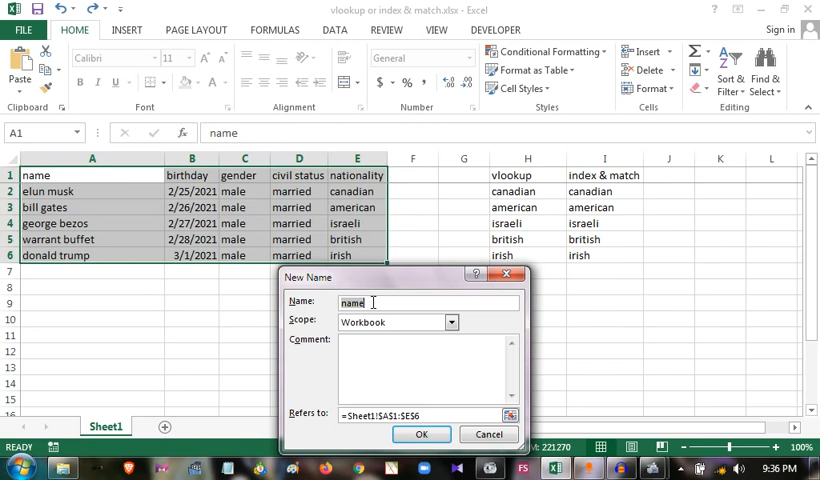 vlookup or index & match.xlsx - Excel
FILE HOME INSERT PAGE LAYOUT FORMULAS DATA REVIEW VIEW DEVELOPER Sign in
Paste
Calibri 11
B I U
General
$ % ,
Conditional Formatting
Format as Table
Cell Styles
Insert
Delete
Format
Sort & Filter
Find & Select
Clipboard Font Alignment Number Styles Cells Editing
A1 fx name
A B C D E F G H I J K L
1 name birthday gender civil status nationality vlookup index & match
2 elun musk 2/25/2021 male married canadian canadian canadian
3 bill gates 2/26/2021 male married american american american
4 george bezos 2/27/2021 male married israeli israeli israeli
5 warrant buffet 2/28/2021 male married british british british
6 donald trump 3/1/2021 male married irish irish irish
7
8
9
10
11
12
13
14
15
16
New Name
Name: name
Scope: Workbook
Comment:
Refers to: =Sheet1!$A$1:$E$6
OK Cancel
Sheet1
READY M: 221270 100%
FS 9:36 PM